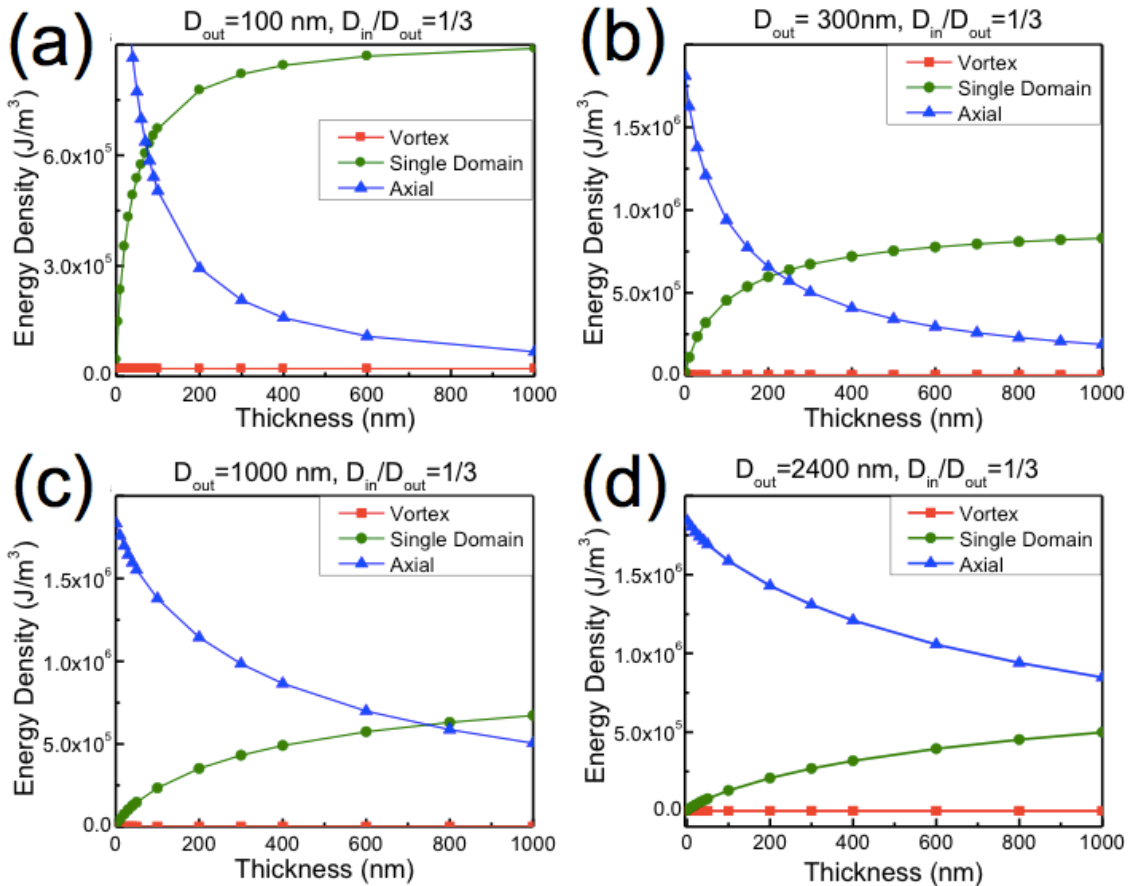 (a)
D_out=100 nm, D_in/D_out=1/3
Energy Density (J/m³)
6.0x10⁵
3.0x10⁵
0.0
Vortex
Single Domain
Axial
0 200 400 600 800 1000
Thickness (nm)
(b)
D_out= 300nm, D_in/D_out=1/3
Energy Density (J/m³)
1.5x10⁶
1.0x10⁶
5.0x10⁵
0.0
Vortex
Single Domain
Axial
0 200 400 600 800 1000
Thickness (nm)
(c)
D_out=1000 nm, D_in/D_out=1/3
Energy Density (J/m³)
1.5x10⁶
1.0x10⁶
5.0x10⁵
0.0
Vortex
Single Domain
Axial
0 200 400 600 800 1000
Thickness (nm)
(d)
D_out=2400 nm, D_in/D_out=1/3
Energy Density (J/m³)
1.5x10⁶
1.0x10⁶
5.0x10⁵
0.0
Vortex
Single Domain
Axial
0 200 400 600 800 1000
Thickness (nm)